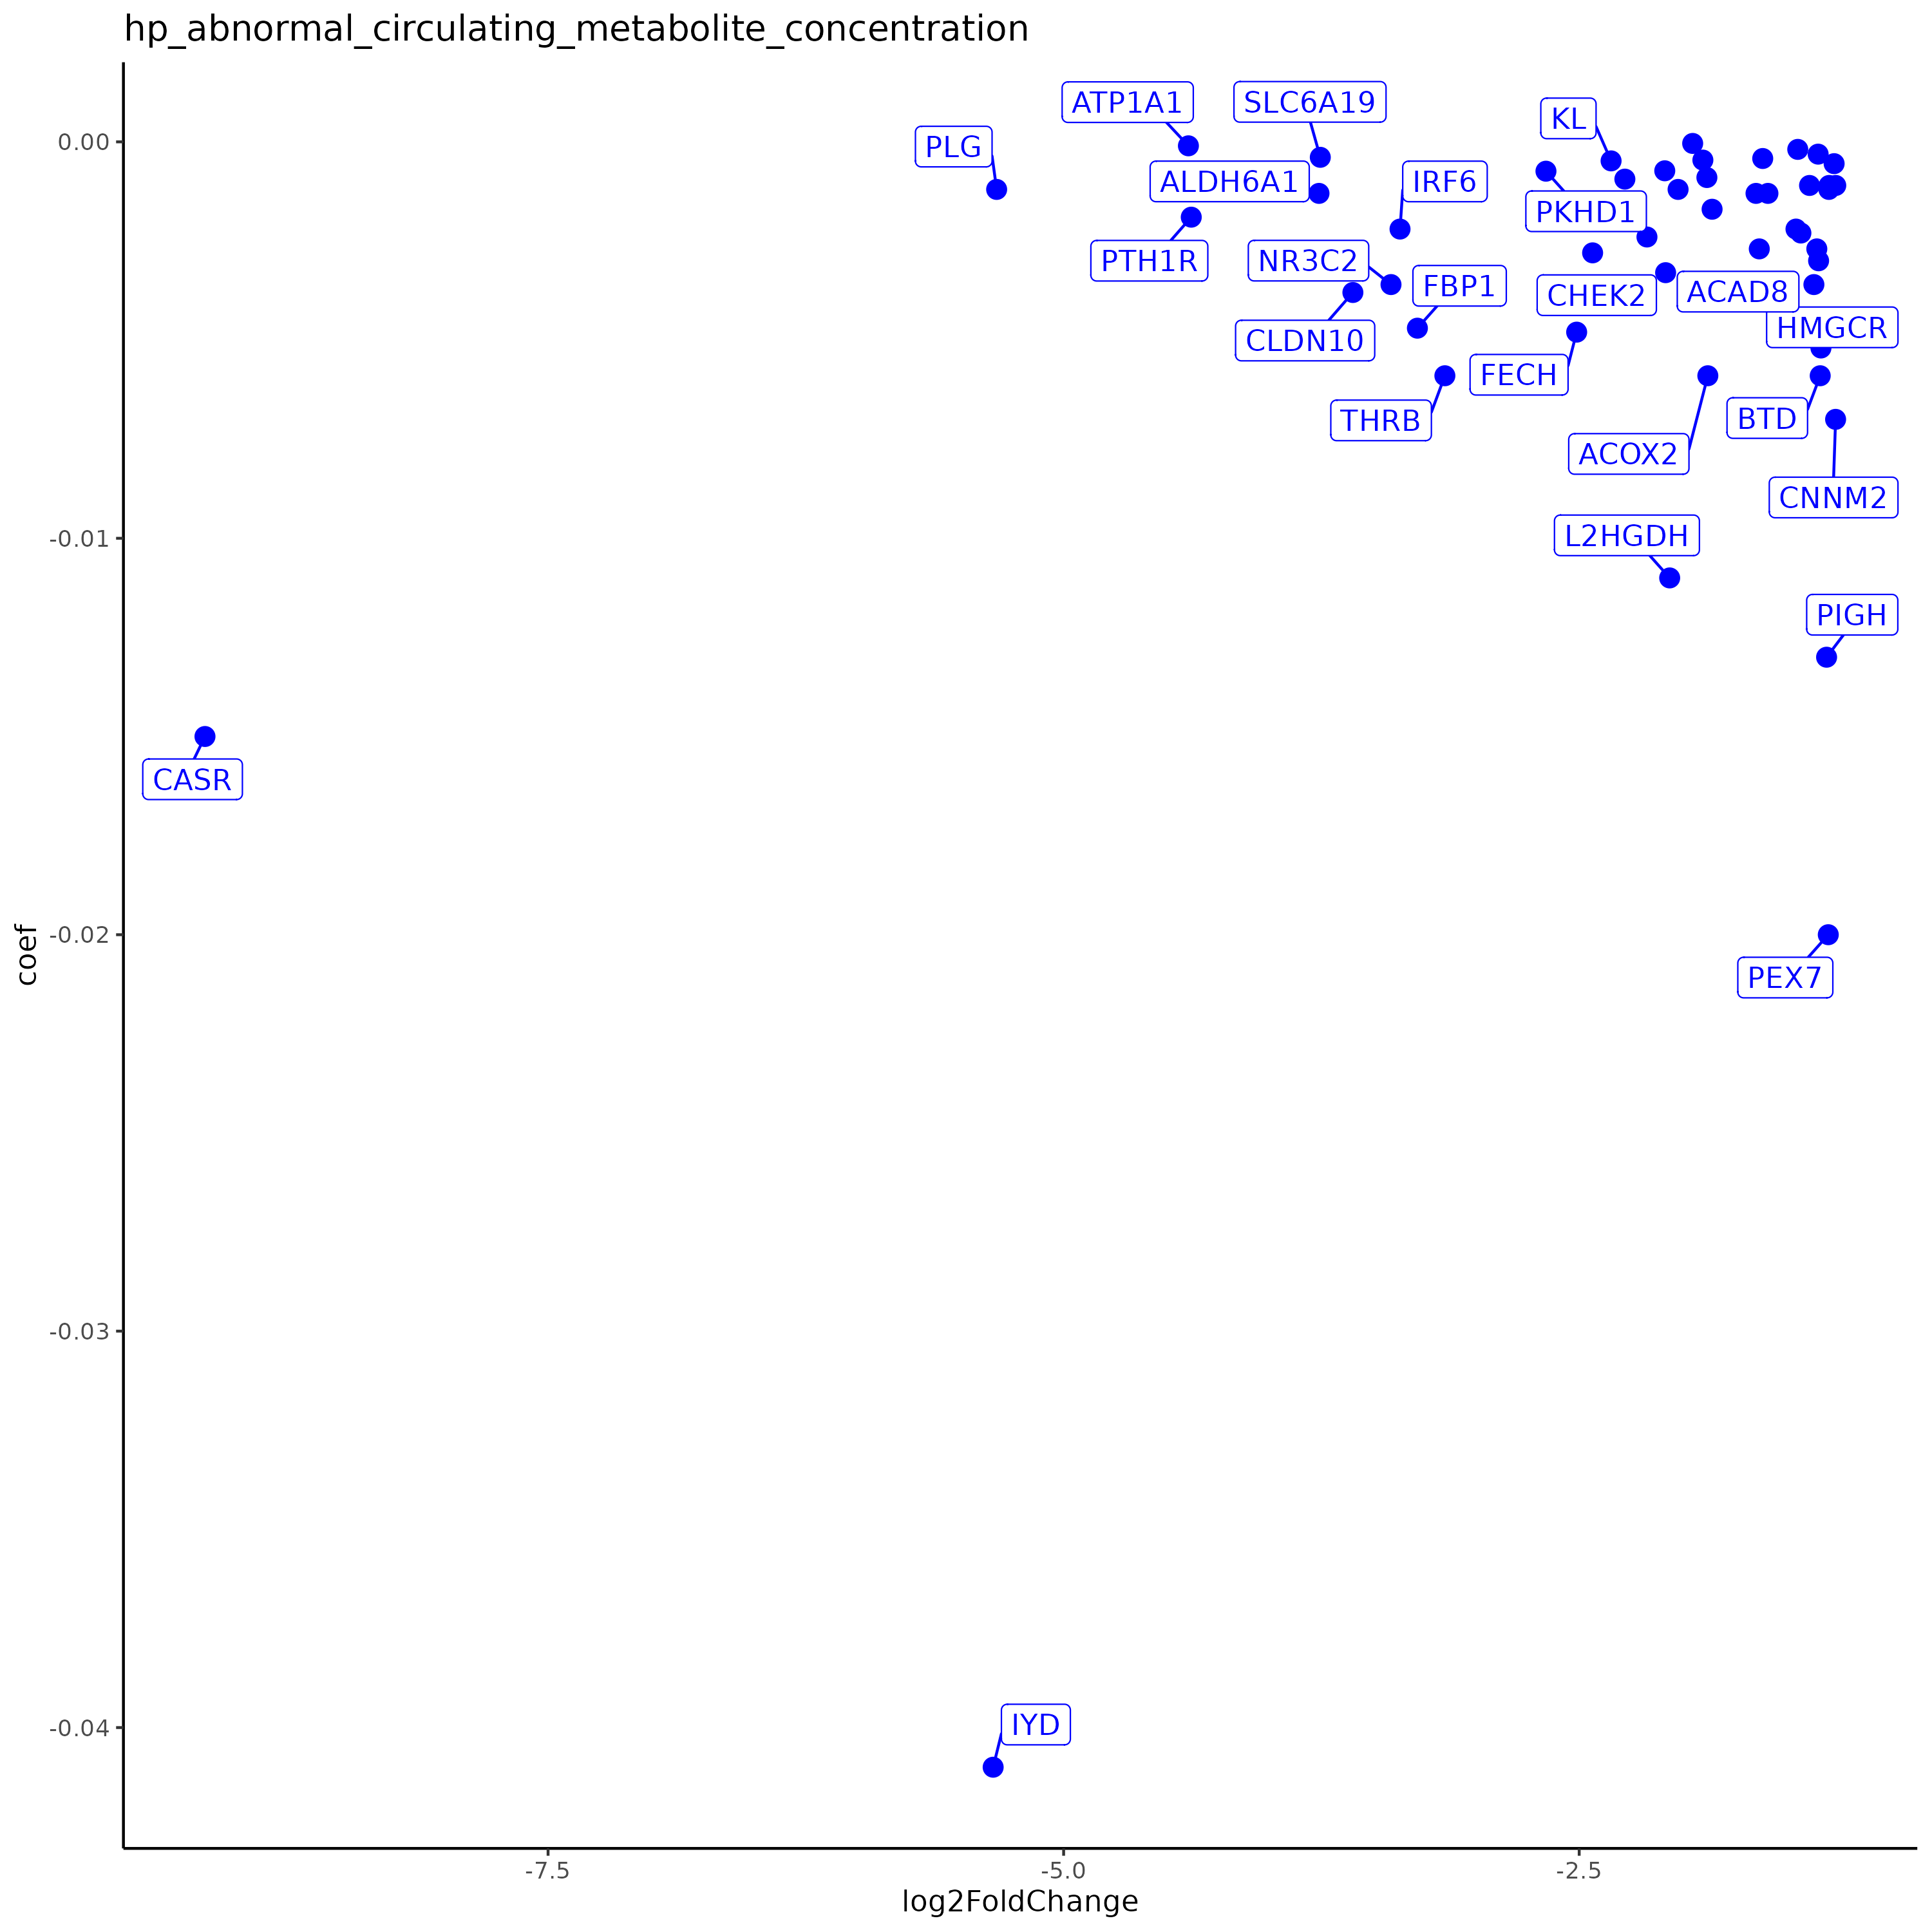 hp_abnormal_circulating_metabolite_concentration
ATP1A1
SLC6A19
KL
PLG
ALDH6A1
IRF6
PKHD1
PTH1R
NR3C2
FBP1
CHEK2
ACAD8
CLDN10
HMGCR
FECH
THRB
BTD
ACOX2
CNNM2
L2HGDH
PIGH
CASR
PEX7
IYD
0.00
-0.01
-0.02
-0.03
-0.04
coef
-7.5
-5.0
-2.5
log2FoldChange